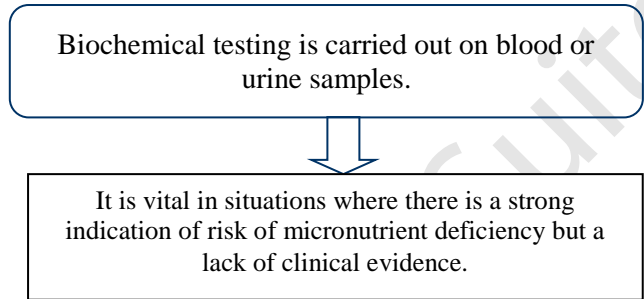 Biochemical testing is carried out on blood or
urine samples.
It is vital in situations where there is a strong
indication of risk of micronutrient deficiency but a
lack of clinical evidence.